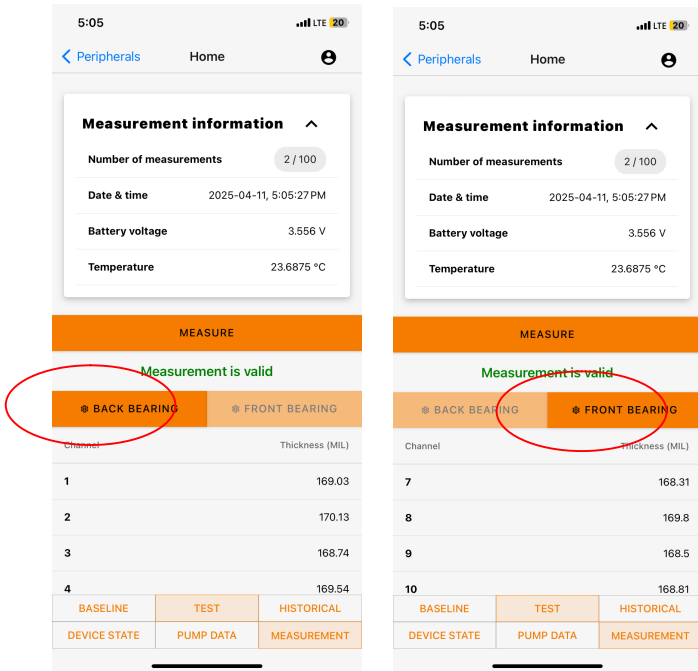 5:05 LTE 20
Peripherals Home
Measurement information
Number of measurements 2 / 100
Date & time 2025-04-11, 5:05:27 PM
Battery voltage 3.556 V
Temperature 23.6875 °C
MEASURE
Measurement is valid
BACK BEARING FRONT BEARING
Channel Thickness (MIL)
1 169.03
2 170.13
3 168.74
4 169.54
BASELINE TEST HISTORICAL
DEVICE STATE PUMP DATA MEASUREMENT
5:05 LTE 20
Peripherals Home
Measurement information
Number of measurements 2 / 100
Date & time 2025-04-11, 5:05:27 PM
Battery voltage 3.556 V
Temperature 23.6875 °C
MEASURE
Measurement is valid
BACK BEARING FRONT BEARING
Channel Thickness (MIL)
7 168.31
8 169.8
9 168.5
10 168.81
BASELINE TEST HISTORICAL
DEVICE STATE PUMP DATA MEASUREMENT